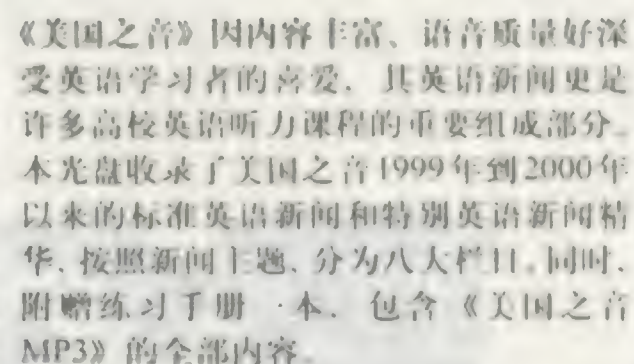 《美国之音》因内容丰富、语音质量好深
受英语学习者的喜爱，其英语新闻更是
许多高校英语听力课程的重要组成部分。
本光盘收录了美国之音1999年到2000年
以来的标准英语新闻和特别英语新闻精
华，按照新闻主题，分为八大栏目。同时，
附赠练习手册一本，包含《美国之音
MP3》的全部内容。